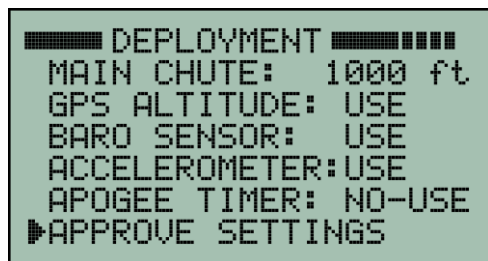 DEPLOYMENT
MAIN CHUTE: 1000 ft
GPS ALTITUDE: USE
BARO SENSOR: USE
ACCELEROMETER:USE
APOGEE TIMER: NO-USE
APPROVE SETTINGS